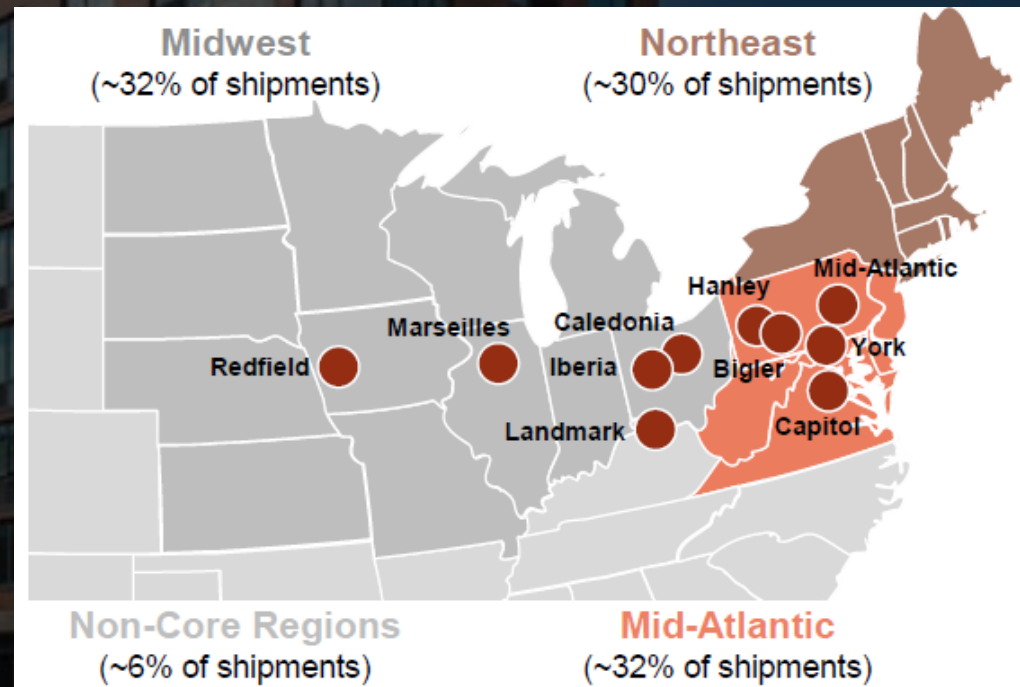 Midwest
(~32% of shipments)
Northeast
(~30% of shipments)
Mid-Atlantic
Hanley
Marseilles
Caledonia
Redfield
Iberia
Bigler
York
Landmark
Capitol
Non-Core Regions
(~6% of shipments)
Mid-Atlantic
(~32% of shipments)